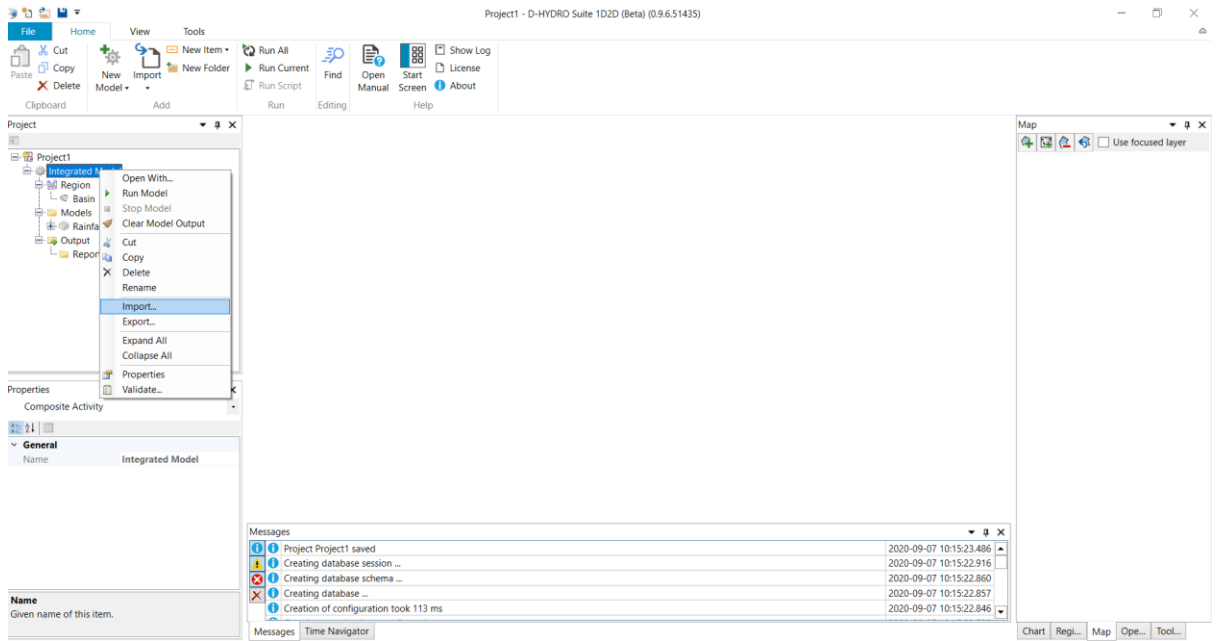 Project1 - D-HYDRO Suite 1D2D (Beta) (0.9.6.51435)
File Home View Tools
Paste
Cut
Copy
Delete
Clipboard
New Model
Import
New Item
New Folder
Add
Run All
Run Current
Run Script
Run
Find
Editing
Open Manual
Start Screen
Show Log
License
About
Help
Project
Project1
Integrated M
Region
Basin
Models
Rainfa
Output
Repor
Open With...
Run Model
Stop Model
Clear Model Output
Cut
Copy
Delete
Rename
Import...
Export...
Expand All
Collapse All
Properties
Validate...
Properties
Composite Activity
General
Name Integrated Model
Name
Given name of this item.
Messages
Project Project1 saved 2020-09-07 10:15:23.486
Creating database session ... 2020-09-07 10:15:22.916
Creating database schema ... 2020-09-07 10:15:22.860
Creating database ... 2020-09-07 10:15:22.857
Creation of configuration took 113 ms 2020-09-07 10:15:22.846
Messages Time Navigator
Map
Use focused layer
Chart Regi... Map Ope... Tool...